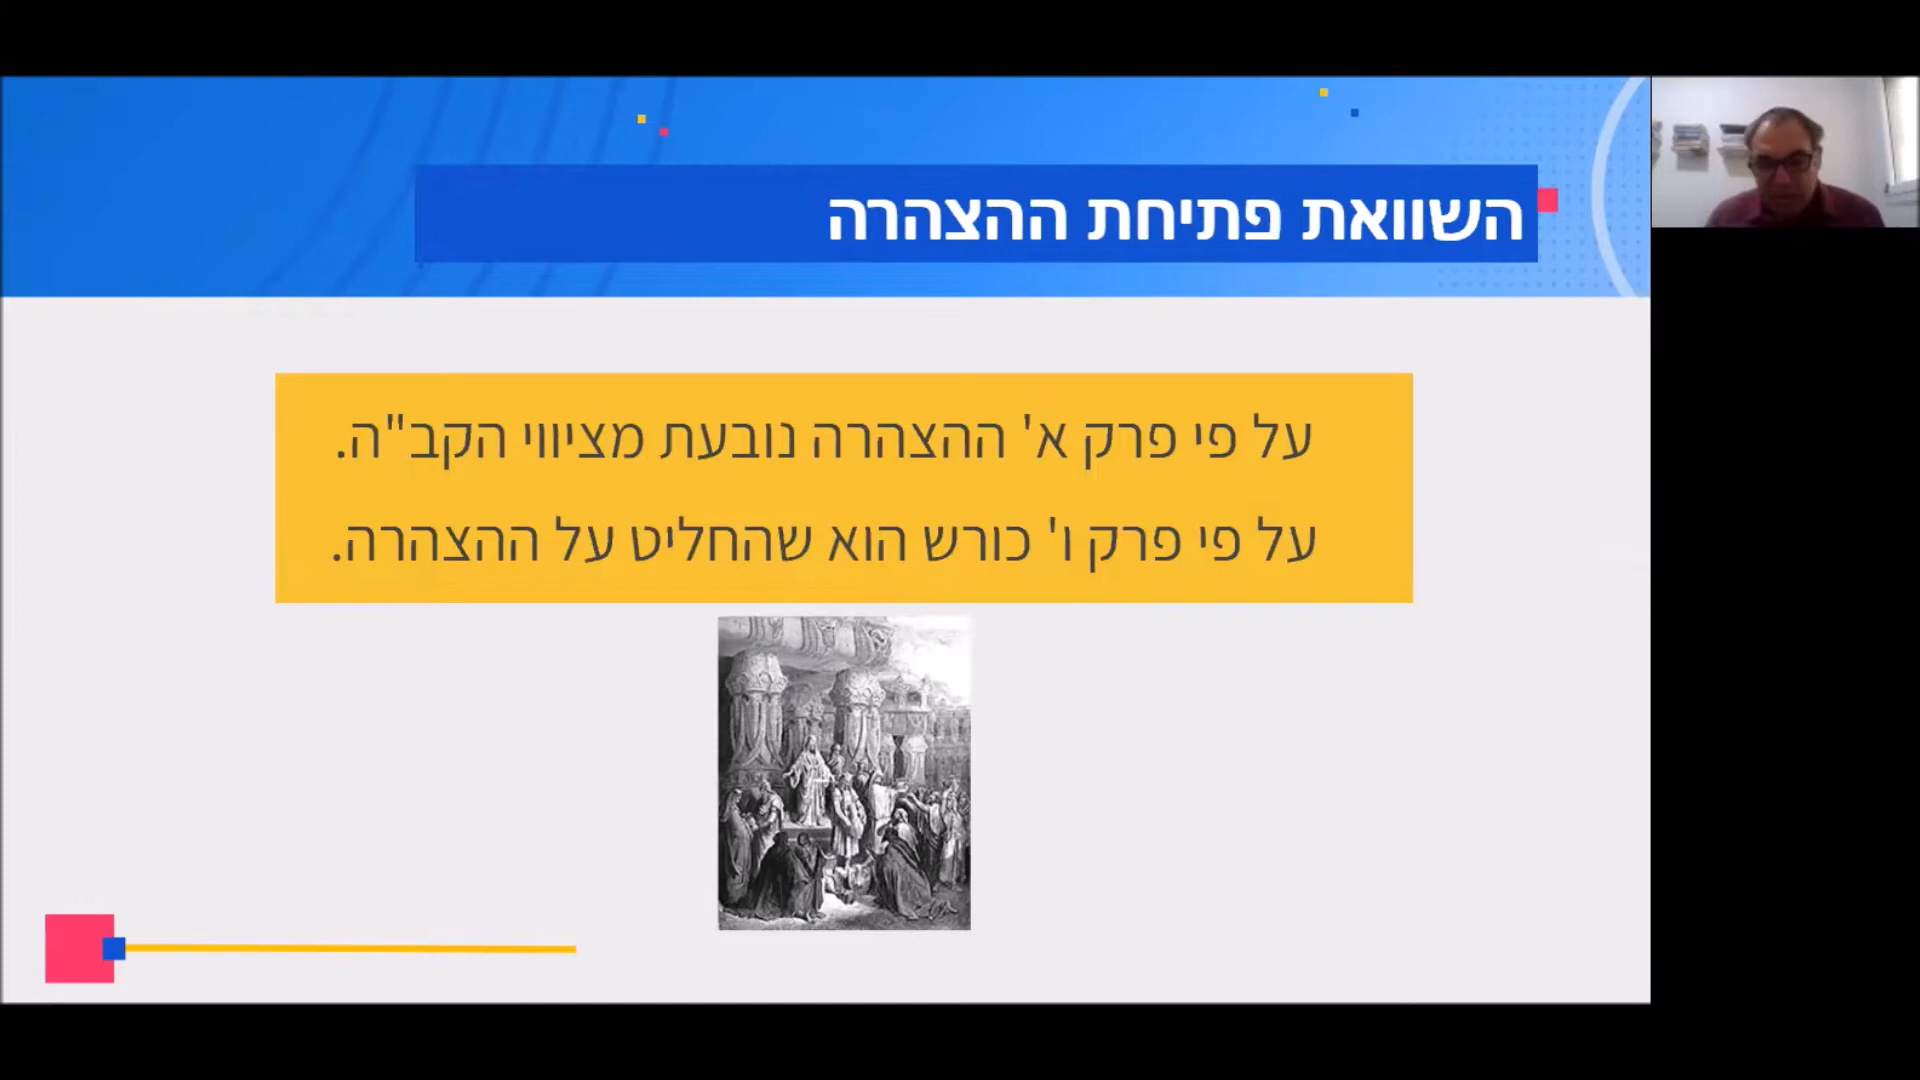 השוואת פתיחת ההצהרה
על פי פרק א' ההצהרה נובעת מציווי הקב"ה.
על פי פרק ו' כורש הוא שהחליט על ההצהרה.